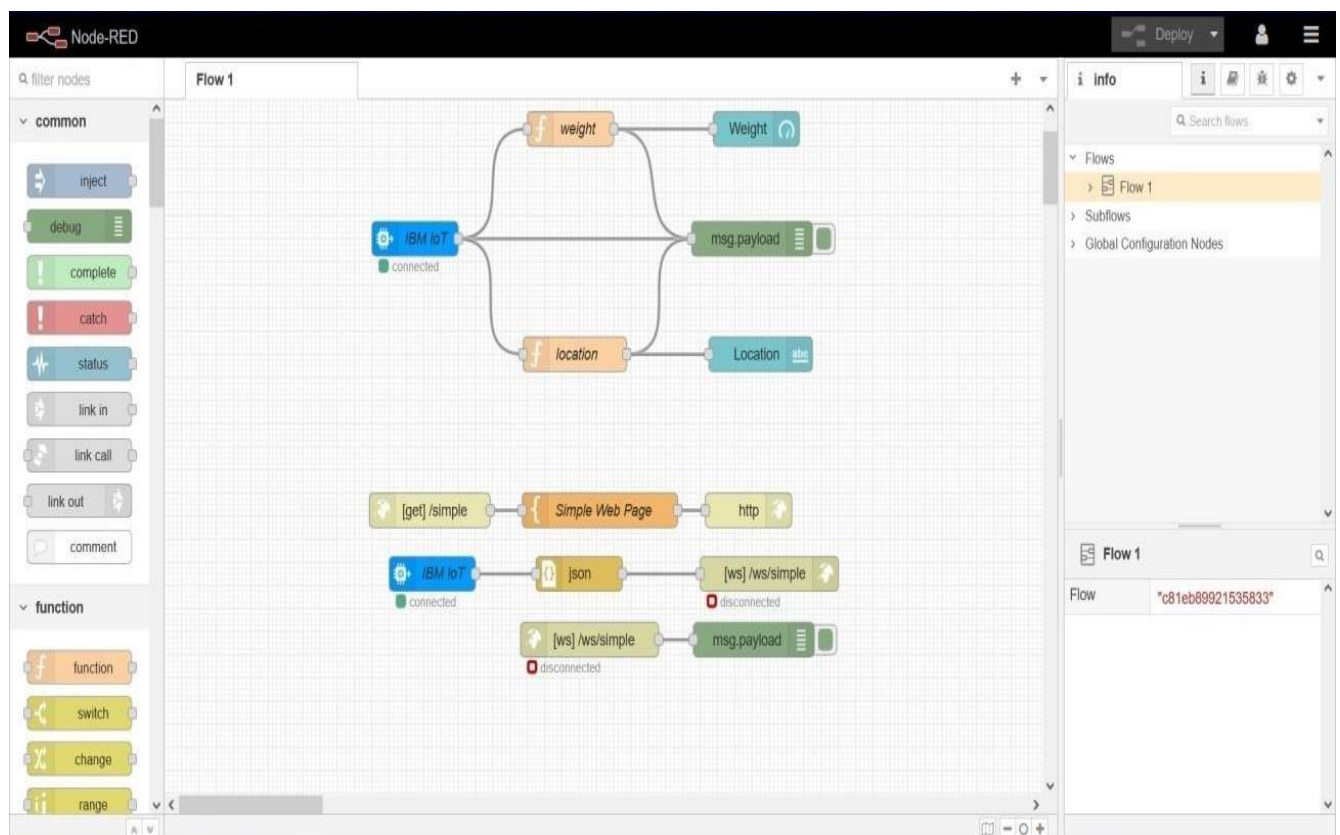 Node-RED
Deploy
filter nodes
common
inject
debug
complete
catch
status
link in
link call
link out
comment
function
function
switch
change
range
Flow 1
weight
Weight
IBM IoT
connected
msg.payload
location
Location
abc
[get] /simple
Simple Web Page
http
IBM IoT
connected
json
[ws] /ws/simple
disconnected
[ws] /ws/simple
disconnected
msg.payload
i info
i
Search flows
Flows
Flow 1
Subflows
Global Configuration Nodes
Flow 1
Flow "c81eb89921535833"